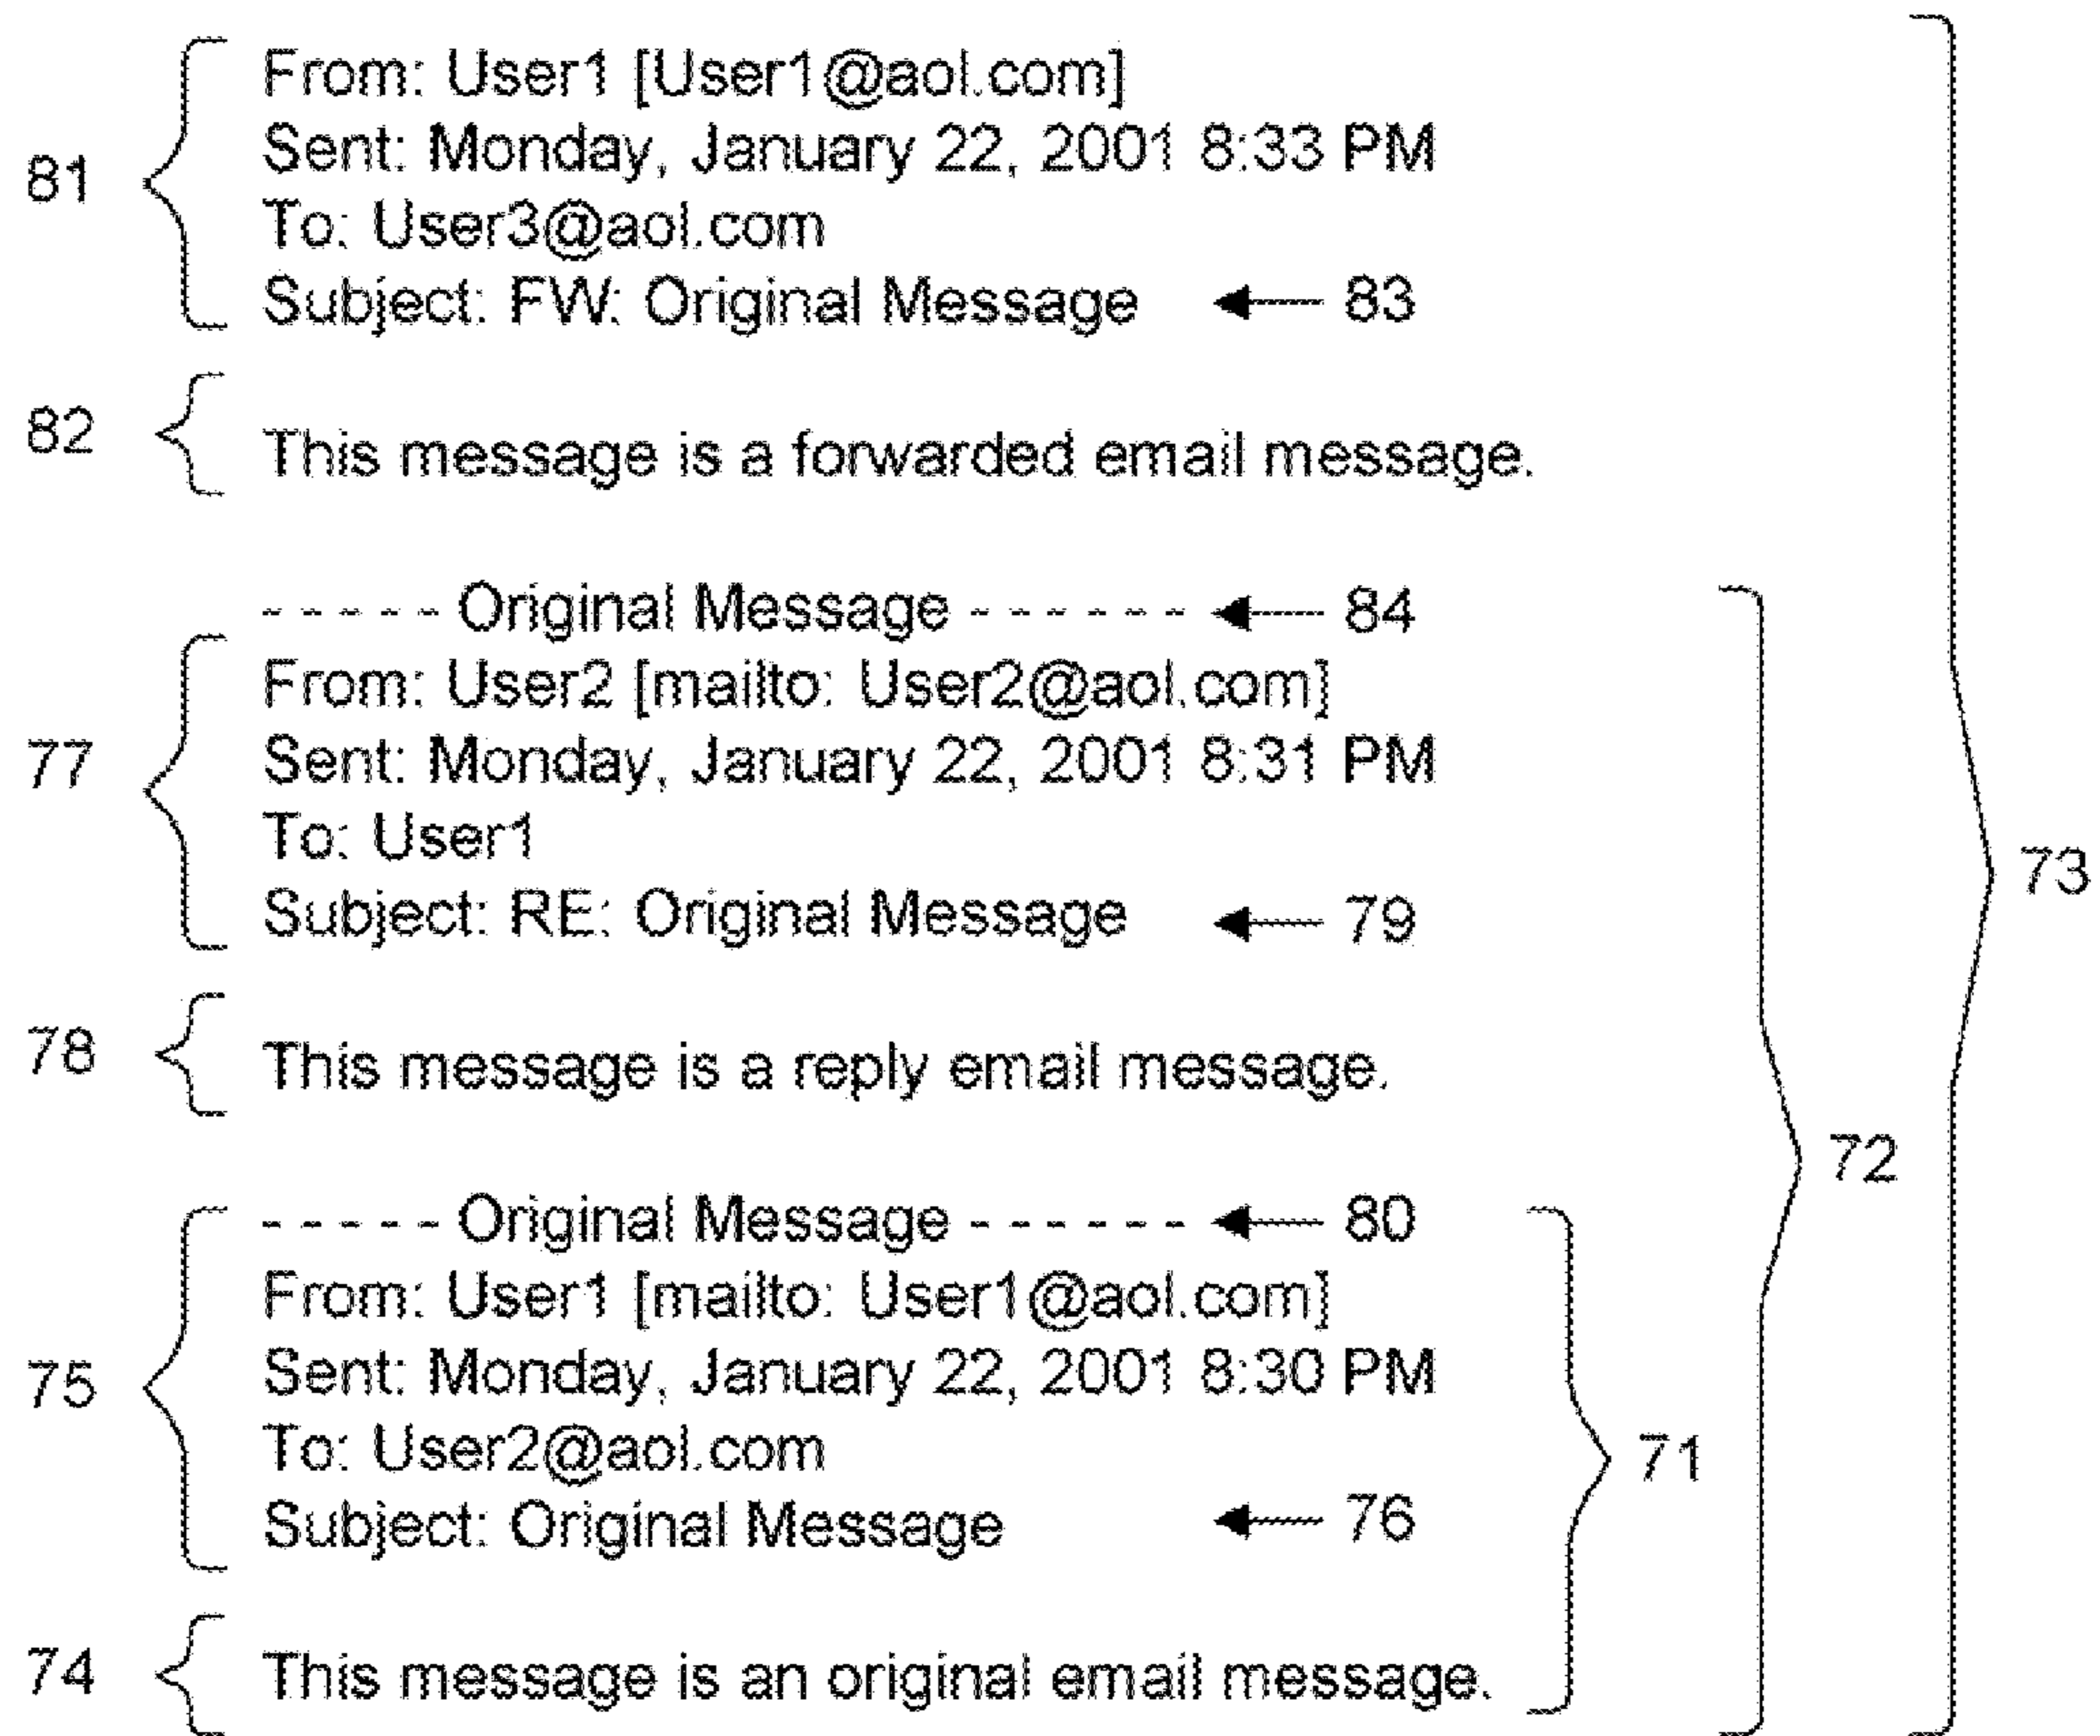 From: User1 [User1@aol.com]
81
Sent: Monday, January 22, 2001 8:33 PM
To: User3@aol.com
Subject: FW: Original Message 83
82
This message is a forwarded email message.
- - - - - Original Message - - - - - - 84
From: User2 [mailto: User2@aol.com]
77
Sent: Monday, January 22, 2001 8:31 PM
To: User1
73
Subject: RE: Original Message 79
78
This message is a reply email message.
72
- - - - - Original Message - - - - - - 80
From: User1 [mailto: User1@aol.com]
75
Sent: Monday, January 22, 2001 8:30 PM
To: User2@aol.com
71
Subject: Original Message 76
74
This message is an original email message.